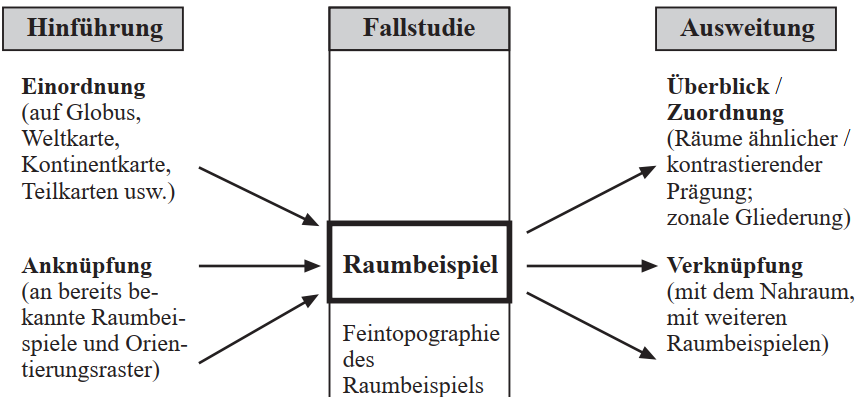 Hinführung
Einordnung
(auf Globus,
Weltkarte,
Kontinentkarte,
Teilkarten usw.)
Anknüpfung
(an bereits be-
kannte Raumbei-
spiele und Orien-
tierungsraster)
Fallstudie
Raumbeispiel
Feintopographie
des
Raumbeispiels
Ausweitung
Überblick /
Zuordnung
(Räume ähnlicher /
kontrastierender
Prägung;
zonale Gliederung)
Verknüpfung
(mit dem Nahraum,
mit weiteren
Raumbeispielen)